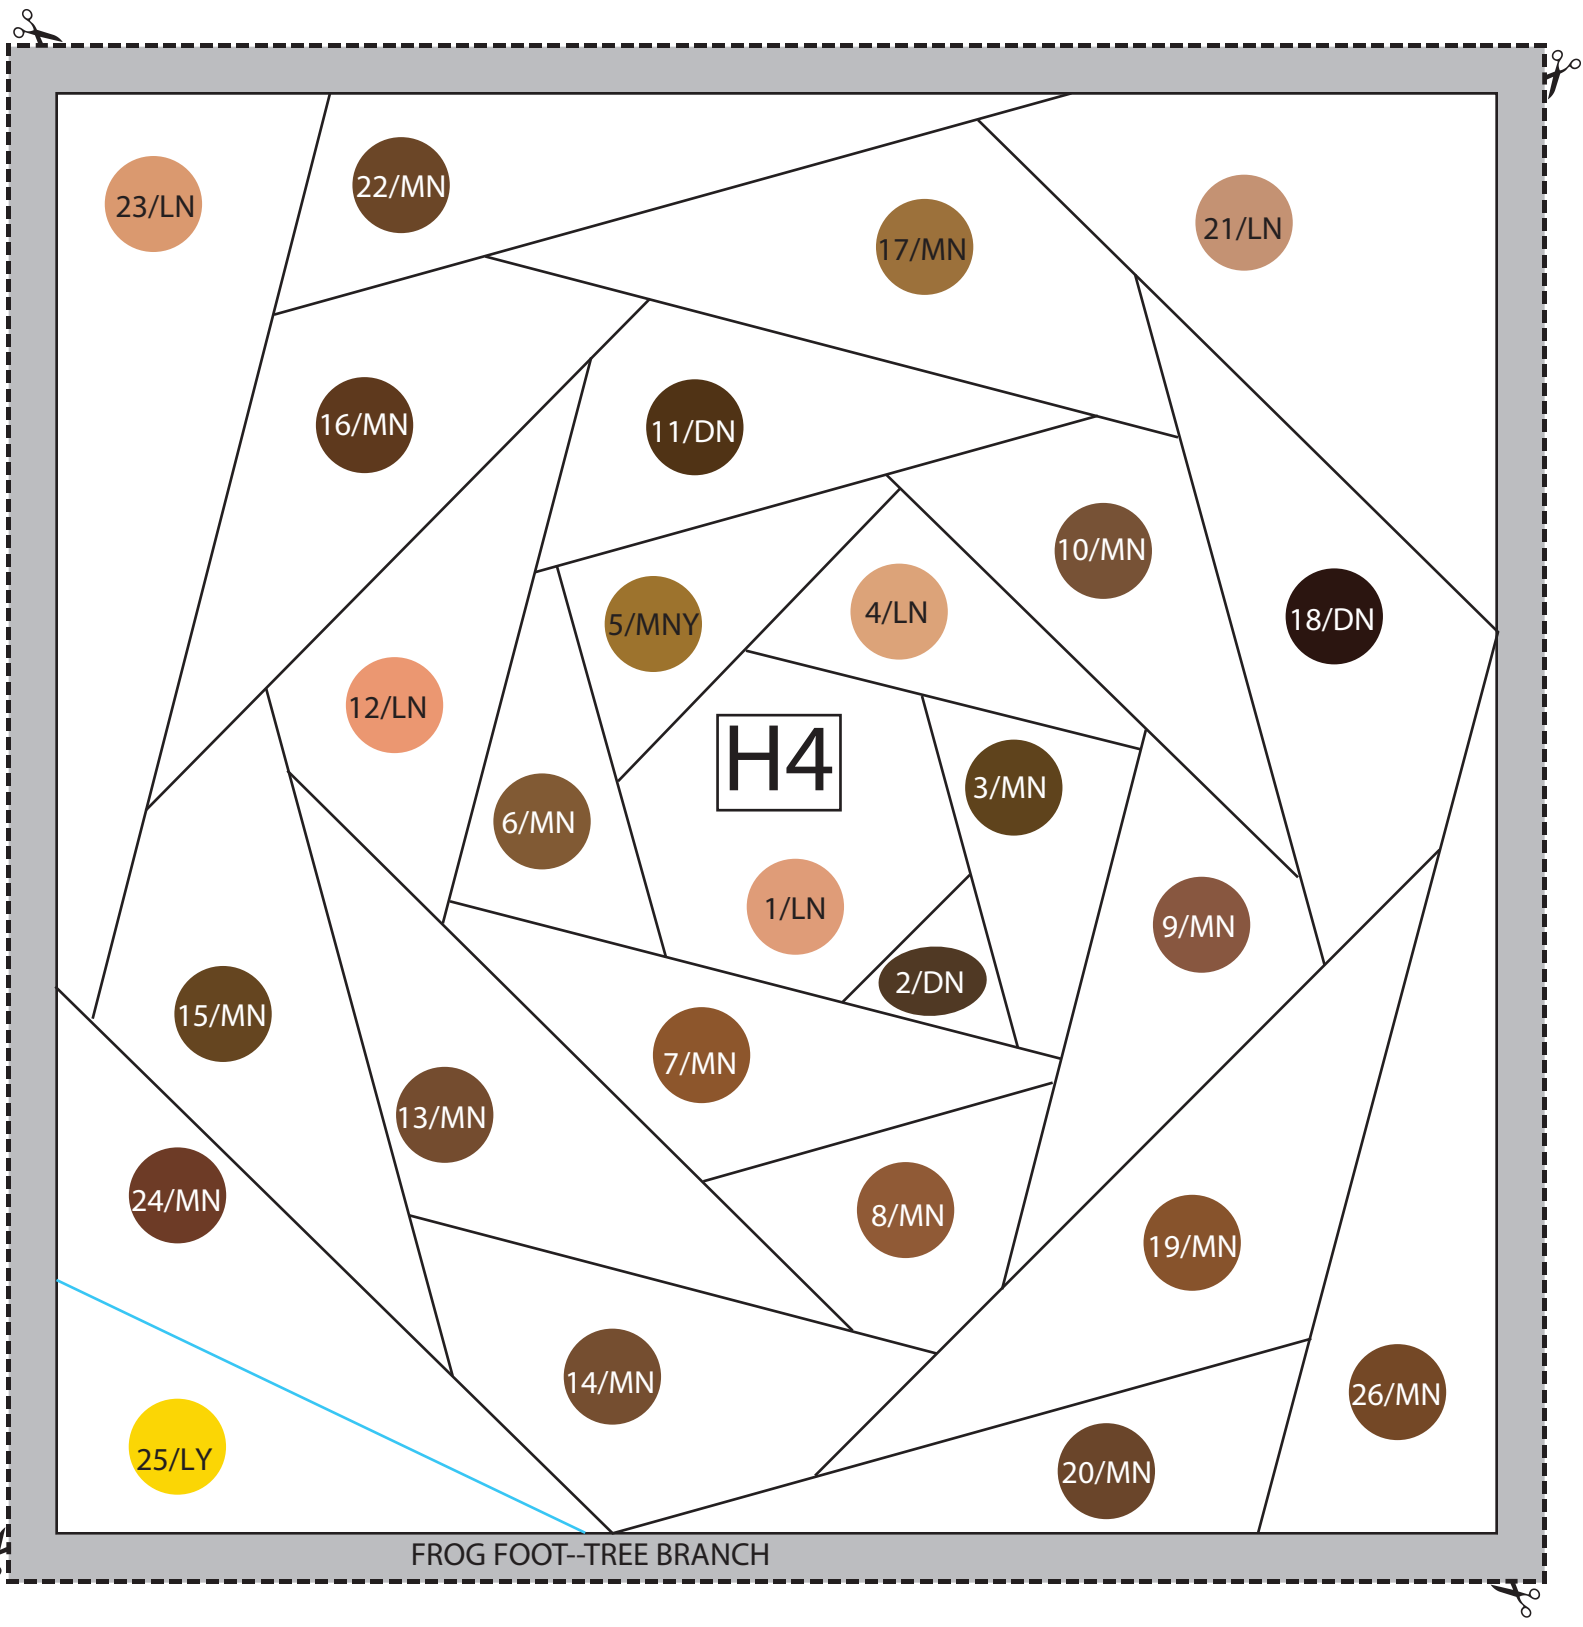 23/LN
22/MN
17/MN
21/LN
16/MN
11/DN
10/MN
5/MNY
4/LN
18/DN
12/LN
H4
3/MN
6/MN
1/LN
9/MN
2/DN
15/MN
7/MN
13/MN
24/MN
8/MN
19/MN
14/MN
26/MN
25/LY
20/MN
FROG FOOT--TREE BRANCH